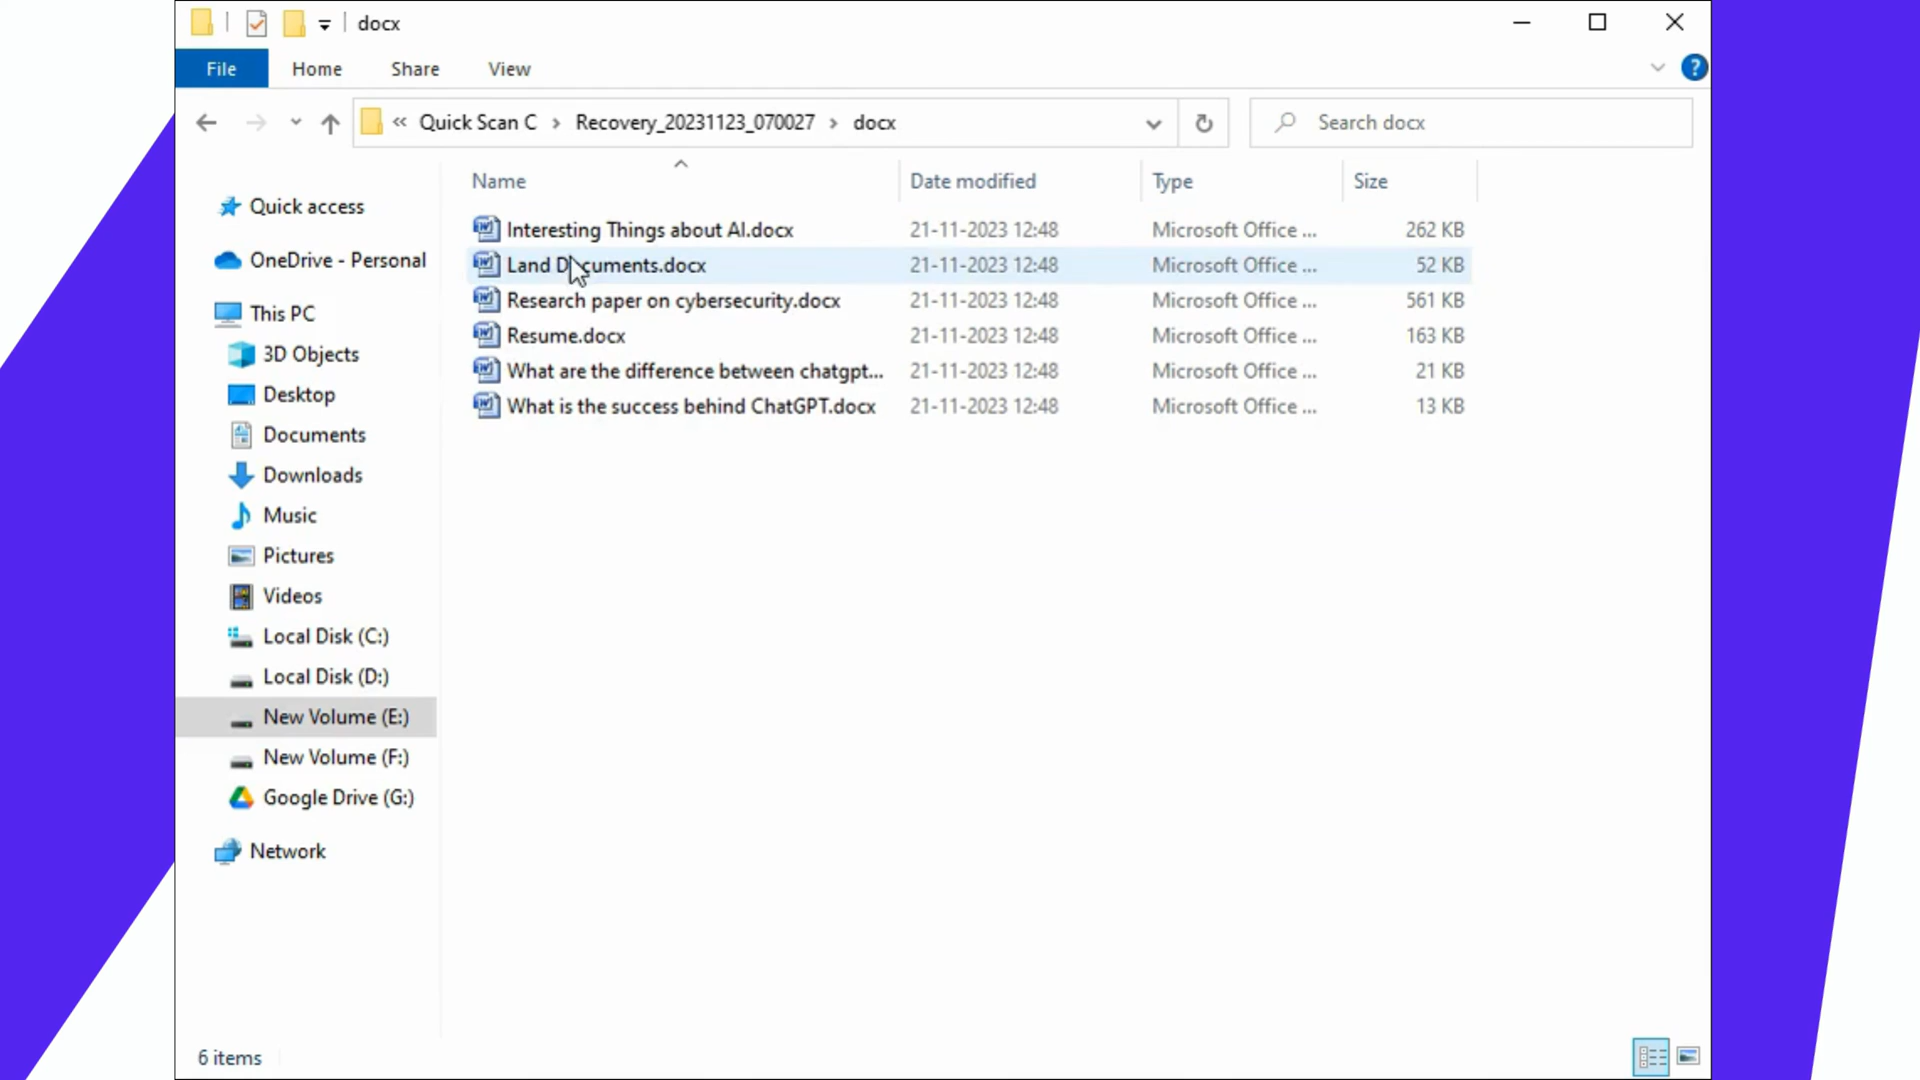 docx
File Home Share View
« Quick Scan C › Recovery_20231123_070027 › docx
Search docx
Name Date modified Type Size
Interesting Things about AI.docx 21-11-2023 12:48 Microsoft Office ... 262 KB
Land Documents.docx 21-11-2023 12:48 Microsoft Office ... 52 KB
Research paper on cybersecurity.docx 21-11-2023 12:48 Microsoft Office ... 561 KB
Resume.docx 21-11-2023 12:48 Microsoft Office ... 163 KB
What are the difference between chatgpt... 21-11-2023 12:48 Microsoft Office ... 21 KB
What is the success behind ChatGPT.docx 21-11-2023 12:48 Microsoft Office ... 13 KB
Quick access
OneDrive - Personal
This PC
3D Objects
Desktop
Documents
Downloads
Music
Pictures
Videos
Local Disk (C:)
Local Disk (D:)
New Volume (E:)
New Volume (F:)
Google Drive (G:)
Network
6 items